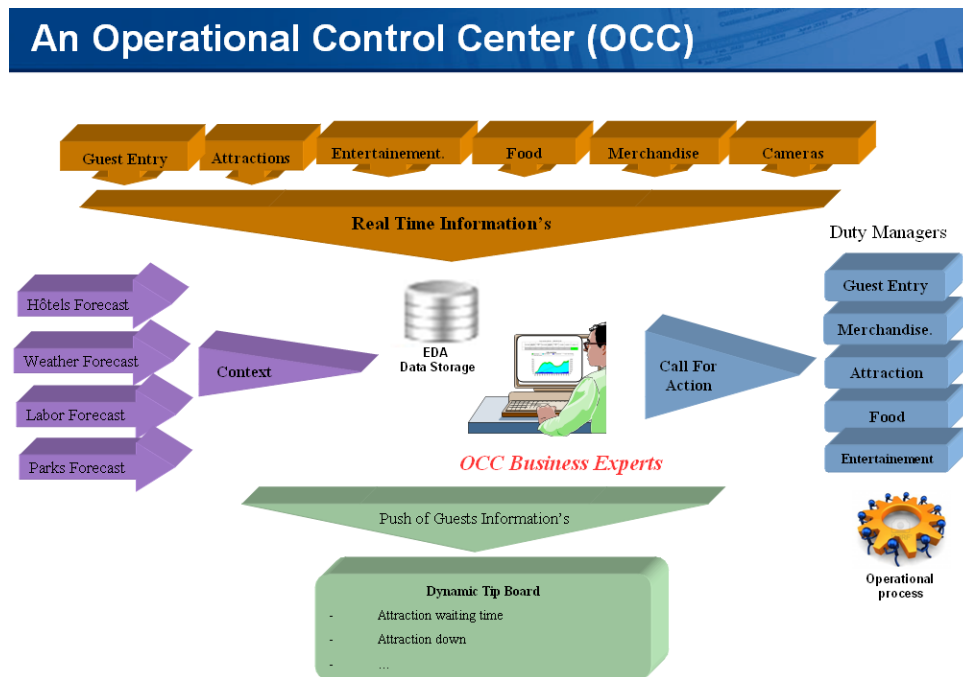 An Operational Control Center (OCC)
Guest Entry
Attractions
Entertainement.
Food
Merchandise
Cameras
Real Time Information's
Hôtels Forecast
Weather Forecast
Labor Forecast
Parks Forecast
Context
EDA
Data Storage
OCC Business Experts
Call For
Action
Duty Managers
Guest Entry
Merchandise.
Attraction
Food
Entertainement
Operational
process
Push of Guests Information's
Dynamic Tip Board
- Attraction waiting time
- Attraction down
- …